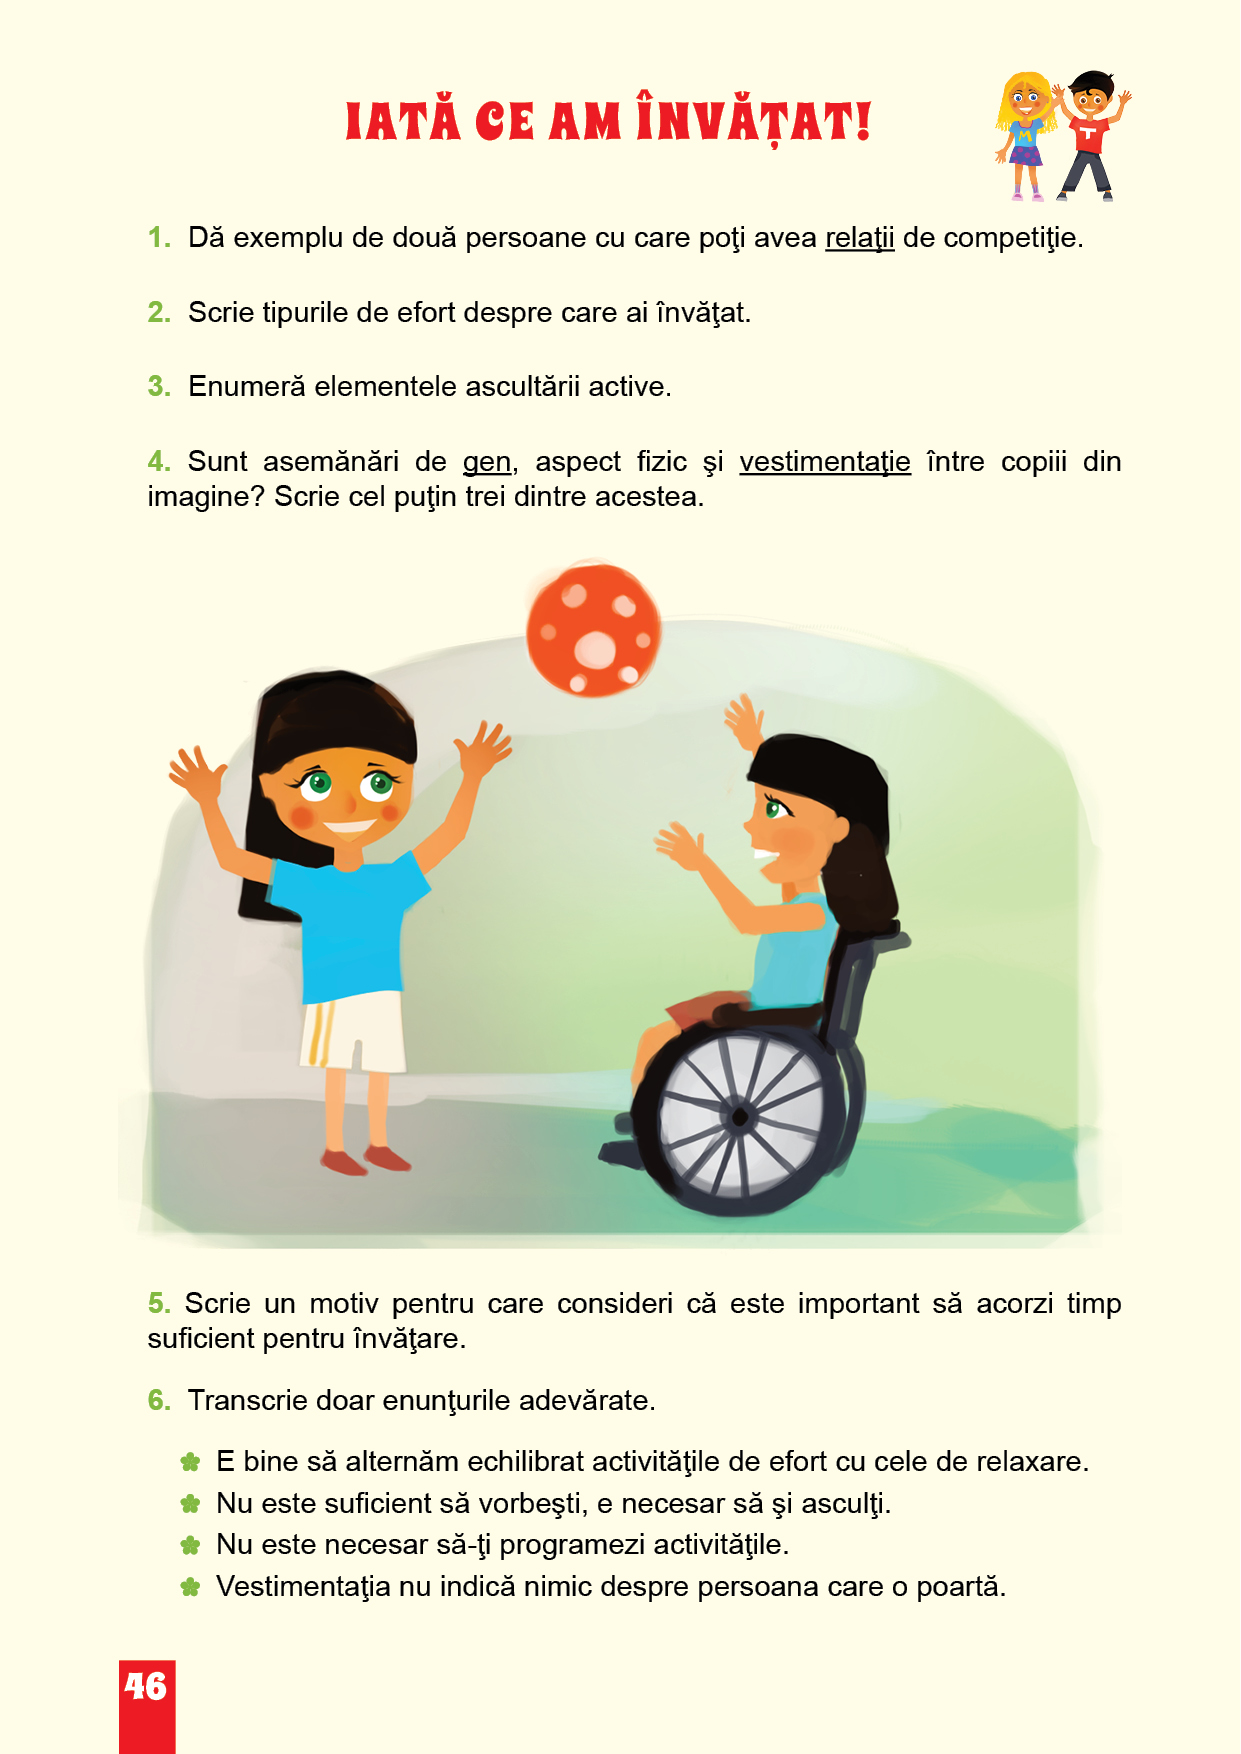 IATĂ CE AM ÎNVĂȚAT!
M
T
1. Dă exemplu de două persoane cu care poţi avea relaţii de competiţie.
2. Scrie tipurile de efort despre care ai învăţat.
3. Enumeră elementele ascultării active.
4. Sunt asemănări de gen, aspect fizic şi vestimentaţie între copiii din
imagine? Scrie cel puţin trei dintre acestea.
5. Scrie un motiv pentru care consideri că este important să acorzi timp
suficient pentru învăţare.
6. Transcrie doar enunţurile adevărate.
E bine să alternăm echilibrat activităţile de efort cu cele de relaxare.
Nu este suficient să vorbeşti, e necesar să şi asculţi.
Nu este necesar să-ţi programezi activităţile.
Vestimentaţia nu indică nimic despre persoana care o poartă.
46